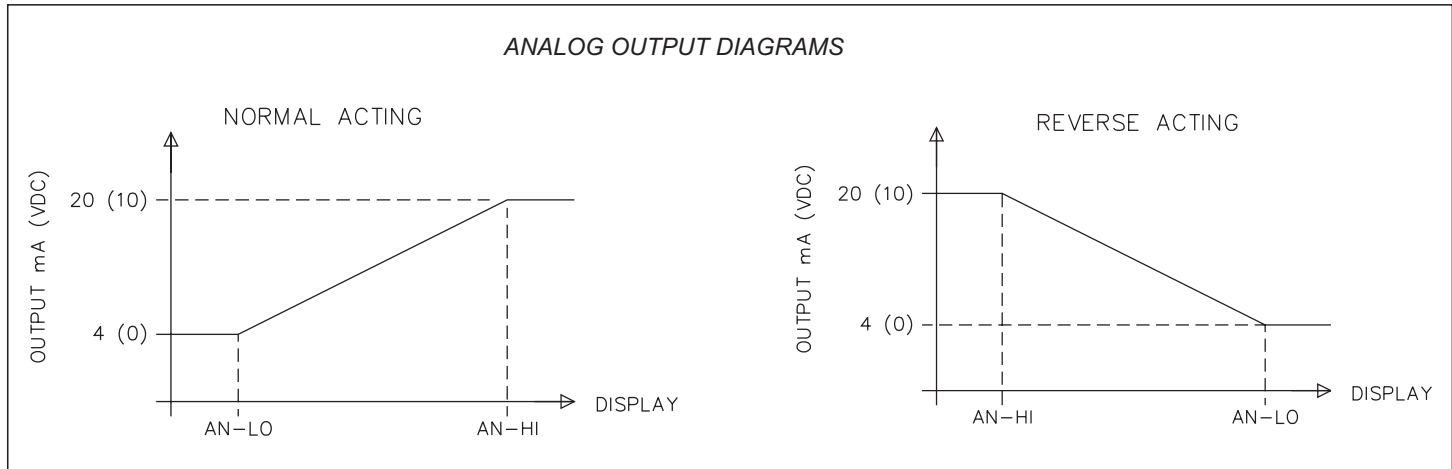 ANALOG OUTPUT DIAGRAMS
NORMAL ACTING
OUTPUT mA (VDC)
20 (10)
4 (0)
DISPLAY
AN-LO
AN-HI
REVERSE ACTING
OUTPUT mA (VDC)
20 (10)
4 (0)
DISPLAY
AN-HI
AN-LO